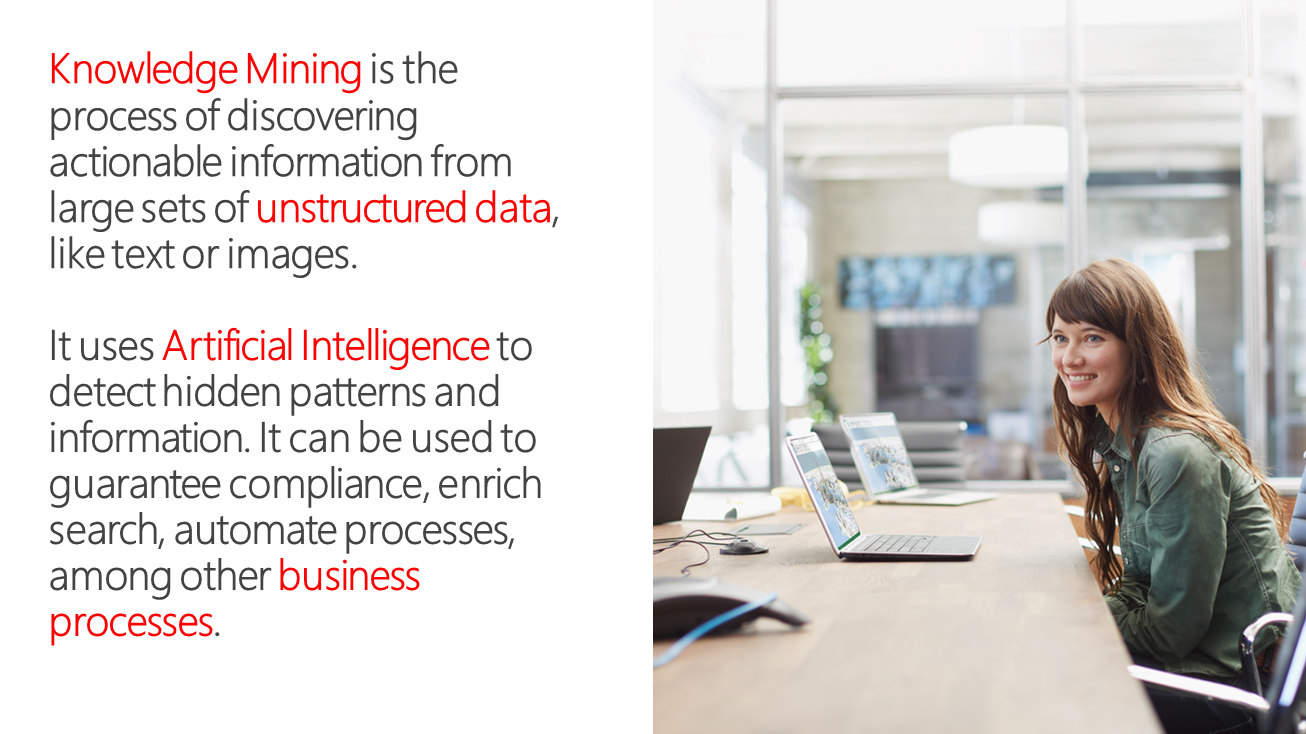 Knowledge Mining is the
process of discovering
actionable information from
large sets of unstructured data,
like text or images.
It uses Artificial Intelligence to
detect hidden patterns and
information. It can be used to
guarantee compliance, enrich
search, automate processes,
among other business
processes.